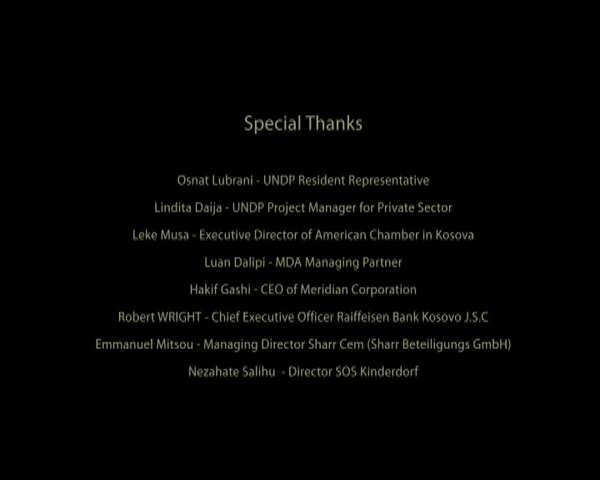 Special Thanks
Osnat Lubrani - UNDP Resident Representative
Lindita Daija - UNDP Project Manager for Private Sector
Leke Musa - Executive Director of American Chamber in Kosova
Luan Dalipi - MDA Managing Partner
Hakif Gashi - CEO of Meridian Corporation
Robert WRIGHT - Chief Executive Officer Raiffeisen Bank Kosovo J.S.C
Emmanuel Mitsou - Managing Director Sharr Cem (Sharr Beteiligungs GmbH)
Nezahate Salihu - Director SOS Kinderdorf